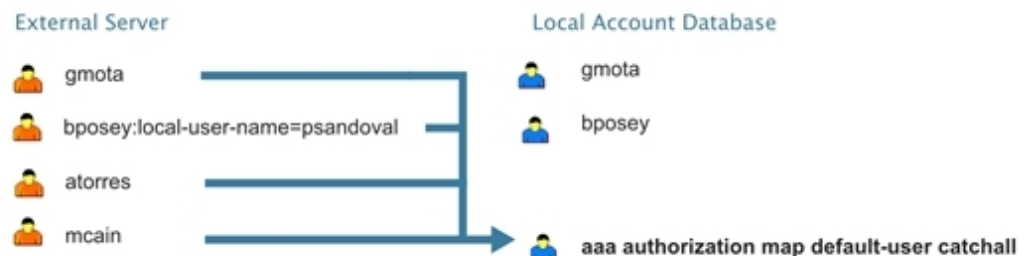 External Server
Local Account Database
gmota
gmota
bposey:local-user-name=psandoval
bposey
atorres
mcain
aaa authorization map default-user catchall